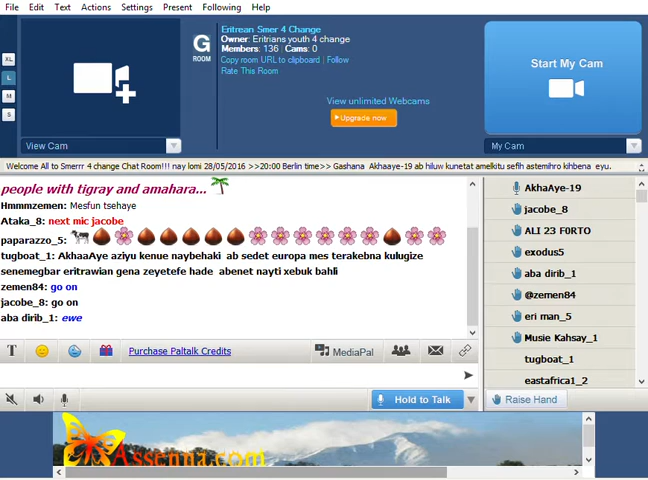 File Edit Text Actions Settings Present Following Help
XL
L
M
S
View Cam
G
ROOM
Eritrean Smer 4 Change
Owner: Eritrians youth 4 change
Members: 136 | Cams: 0
Copy room URL to clipboard | Follow
Rate This Room
View unlimited Webcams
Upgrade now
Start My Cam
My Cam
Welcome All to Smerrr 4 change Chat Room!!! nay lomi 28/05/2016 >>20:00 Berlin time>> Gashana Akhaaye-19 ab hiluw kunetat amelkitu sefih astemihro kihbena eyu.
people with tigray and amahara...
Hmmmzemen: Mesfun tsehaye
Ataka_8: next mic jacobe
paparazzo_5:
tugboat_1: AkhaaAye aziyu kenue naybehaki ab sedet europa mes terakebna kulugize
senemegbar eritrawian gena zeyetefe hade abenet nayti xebuk bahli
zemen84: go on
jacobe_8: go on
aba dirib_1: ewe
AkhaAye-19
jacobe_8
ALI 23 F0RTO
exodus5
aba dirib_1
@zemen84
eri man_5
Musie Kahsay_1
tugboat_1
eastafrica1_2
T
Purchase Paltalk Credits
MediaPal
Hold to Talk
Raise Hand
Assenna.com